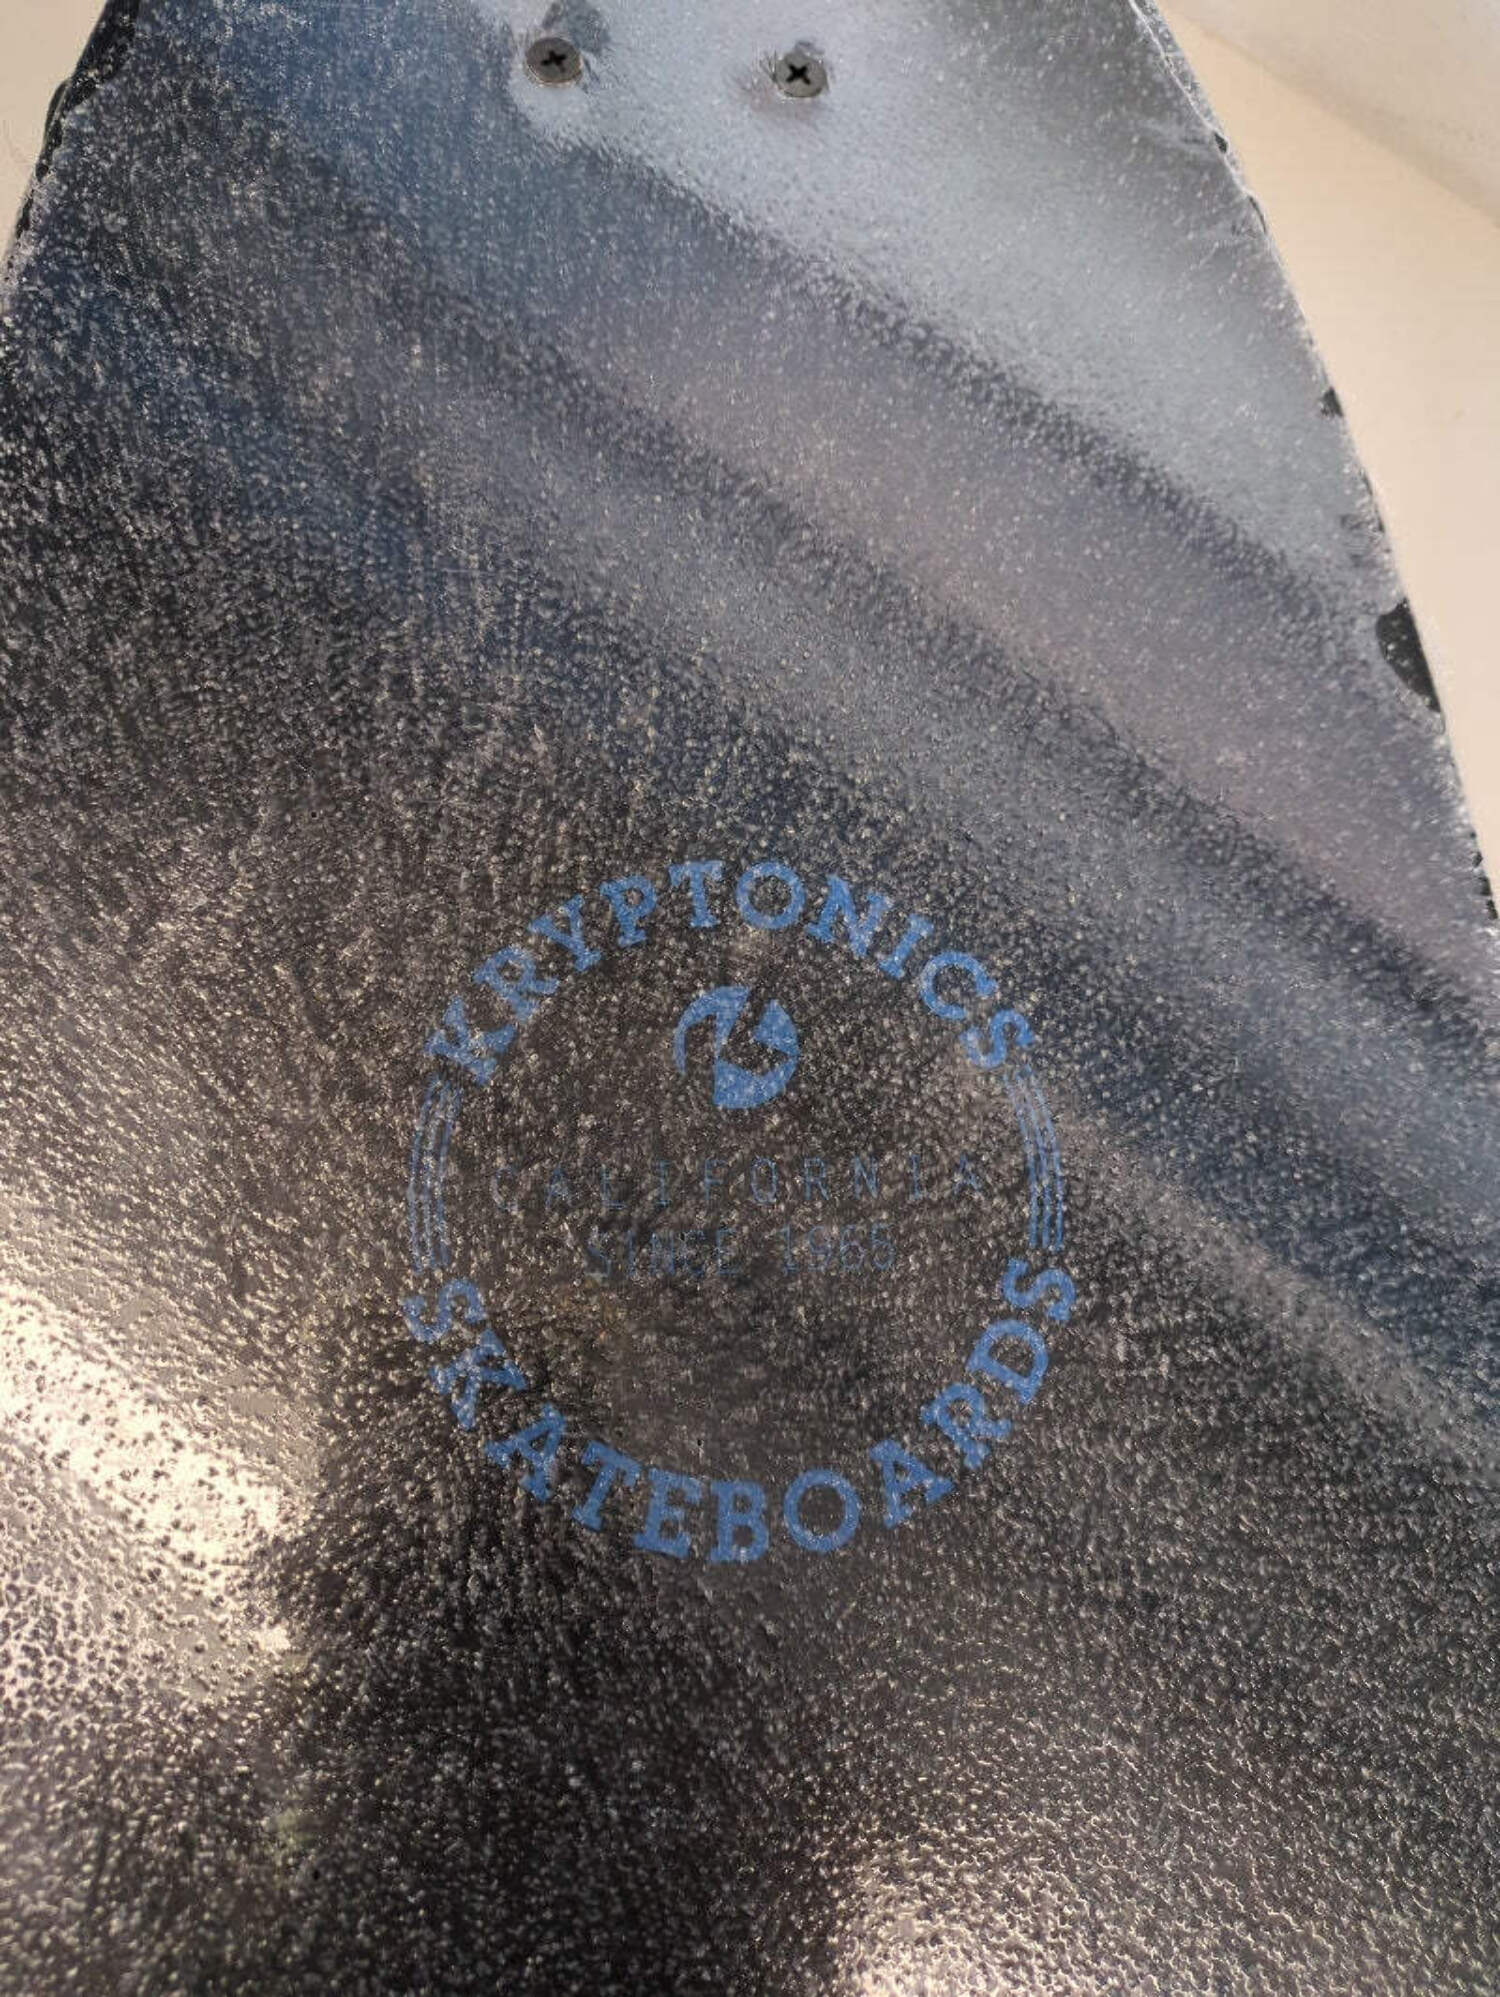 KRYPTONICS
CALIFORNIA
SINCE 1965
SKATEBOARDS